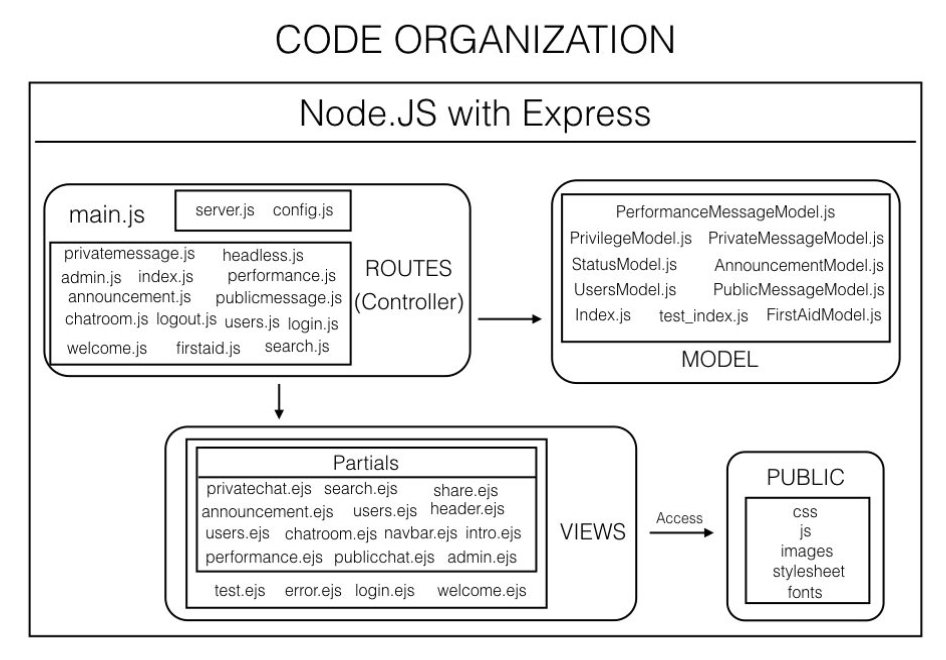 CODE ORGANIZATION
Node.JS with Express
main.js
server.js config.js
privatemessage.js headless.js
admin.js index.js performance.js
announcement.js publicmessage.js
chatroom.js logout.js users.js login.js
welcome.js firstaid.js search.js
ROUTES
(Controller)
PerformanceMessageModel.js
PrivilegeModel.js PrivateMessageModel.js
StatusModel.js AnnouncementModel.js
UsersModel.js PublicMessageModel.js
Index.js test_index.js FirstAidModel.js
MODEL
Partials
privatechat.ejs search.ejs share.ejs
announcement.ejs users.ejs header.ejs
users.ejs chatroom.ejs navbar.ejs intro.ejs
performance.ejs publicchat.ejs admin.ejs
test.ejs error.ejs login.ejs welcome.ejs
VIEWS
Access
PUBLIC
css
js
images
stylesheet
fonts